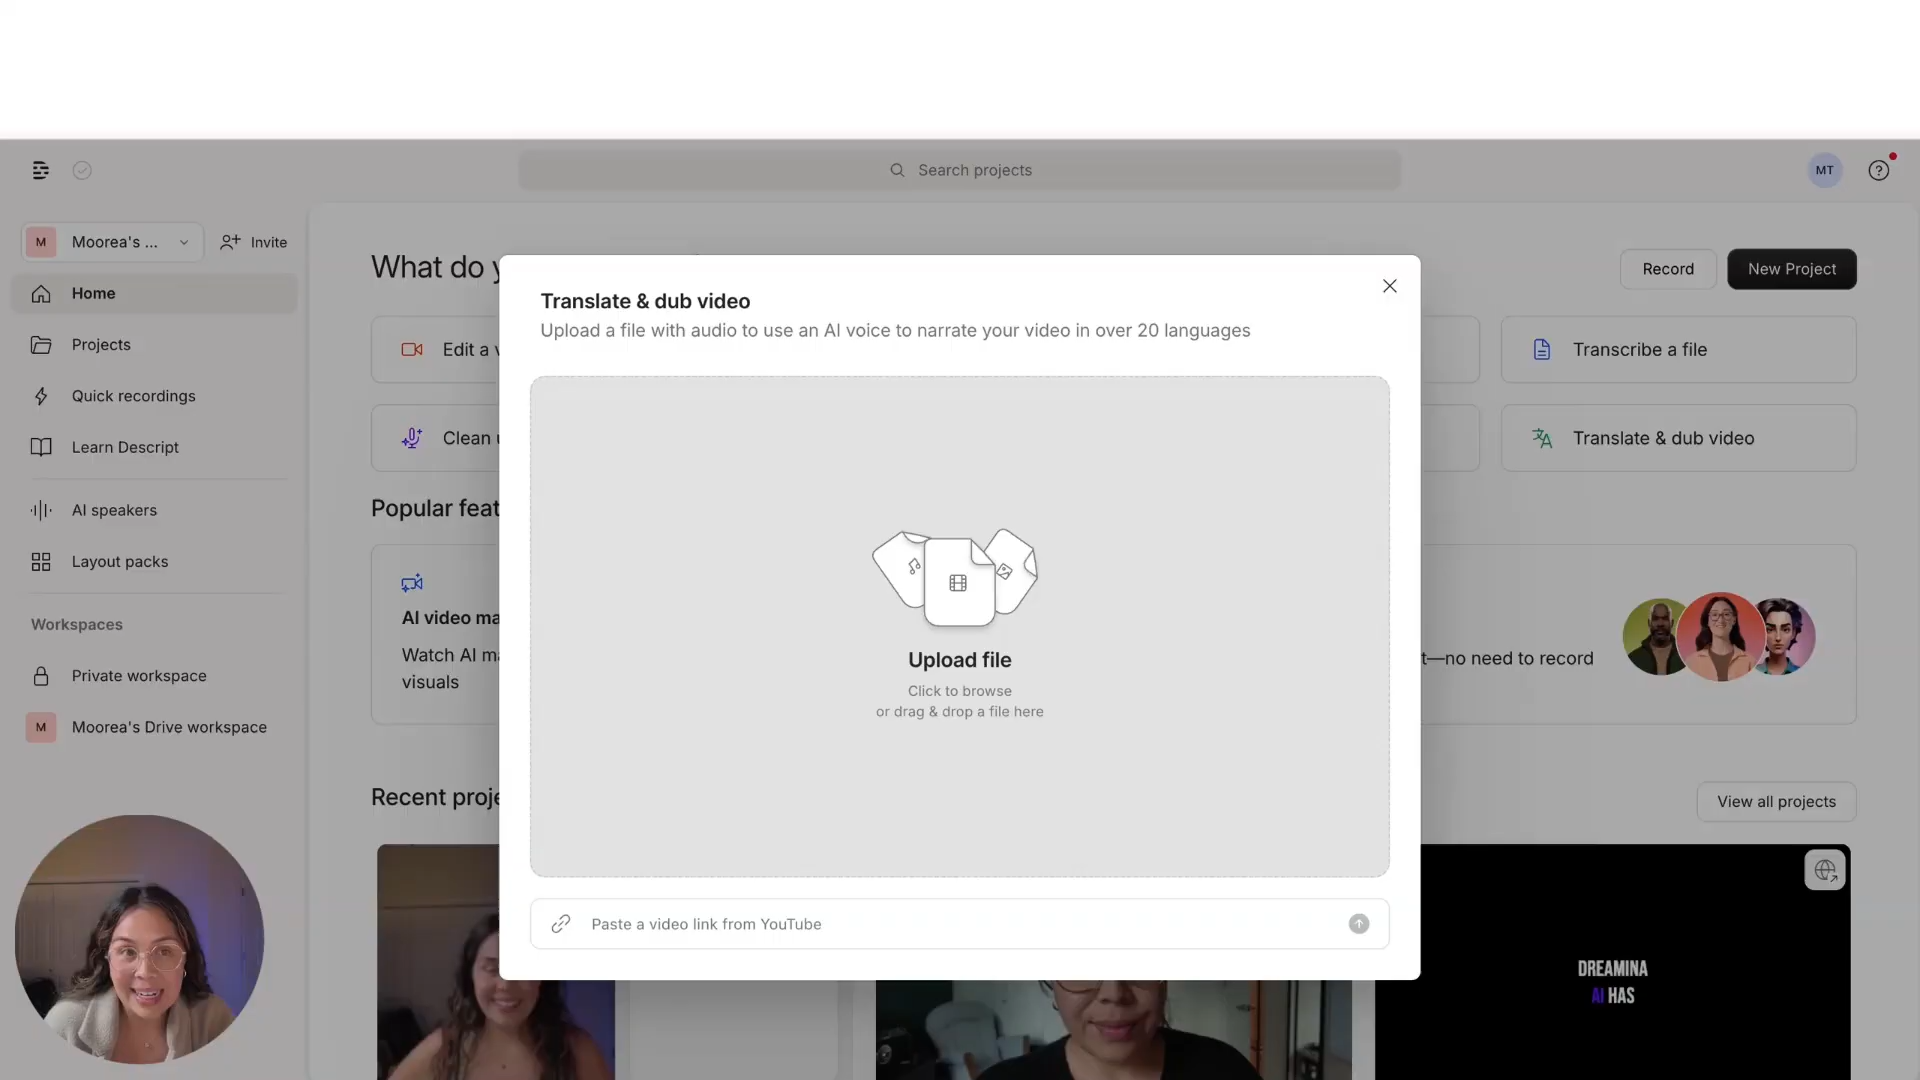 Search projects
MT
M Moorea's ...
Invite
Home
Projects
Quick recordings
Learn Descript
AI speakers
Layout packs
Workspaces
Private workspace
M Moorea's Drive workspace
What do
Record
New Project
Edit a
Transcribe a file
Clean
Translate & dub video
Popular feat
AI video ma
Watch AI ma
visuals
t—no need to record
Recent proje
View all projects
DREAMINA
AI HAS
Translate & dub video
Upload a file with audio to use an AI voice to narrate your video in over 20 languages
Upload file
Click to browse
or drag & drop a file here
Paste a video link from YouTube